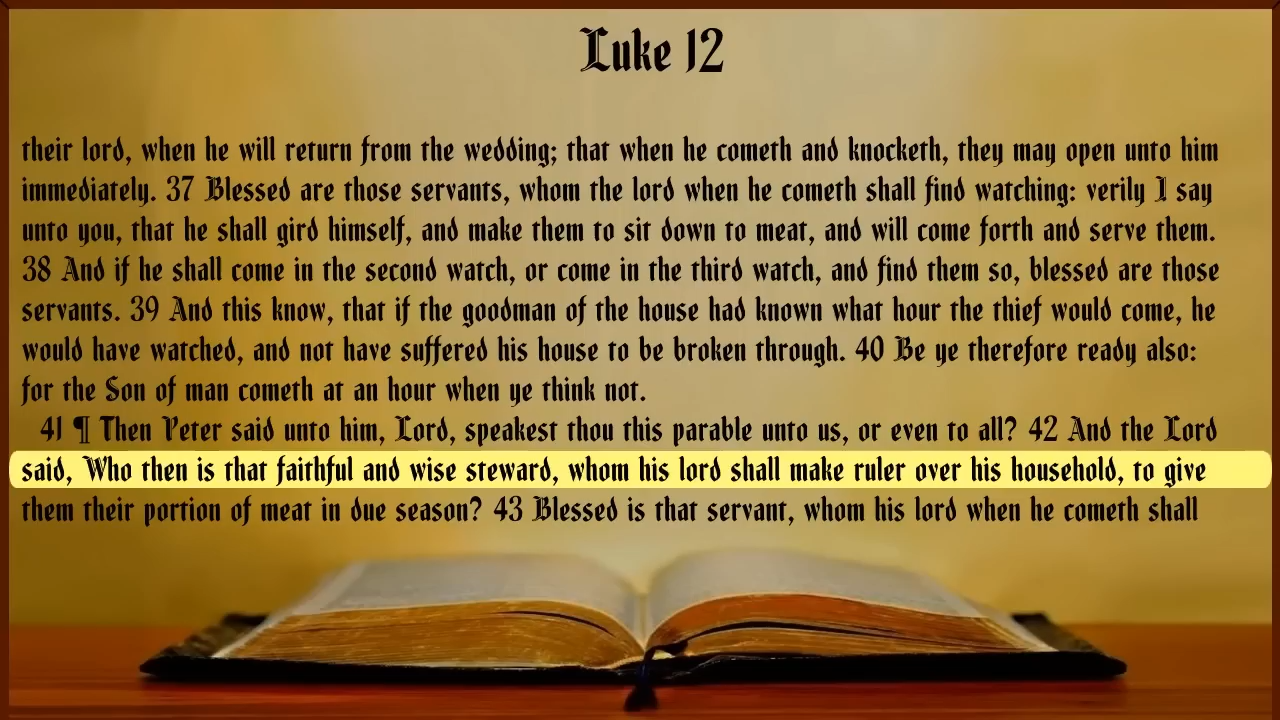 Luke 12
their lord, when he will return from the wedding; that when he cometh and knocketh, they may open unto him
immediately. 37 Blessed are those servants, whom the lord when he cometh shall find watching: verily I say
unto you, that he shall gird himself, and make them to sit down to meat, and will come forth and serve them.
38 And if he shall come in the second watch, or come in the third watch, and find them so, blessed are those
servants. 39 And this know, that if the goodman of the house had known what hour the thief would come, he
would have watched, and not have suffered his house to be broken through. 40 Be ye therefore ready also:
for the Son of man cometh at an hour when ye think not.
41 ¶ Then Peter said unto him, Lord, speakest thou this parable unto us, or even to all? 42 And the Lord
said, Who then is that faithful and wise steward, whom his lord shall make ruler over his household, to give
them their portion of meat in due season? 43 Blessed is that servant, whom his lord when he cometh shall